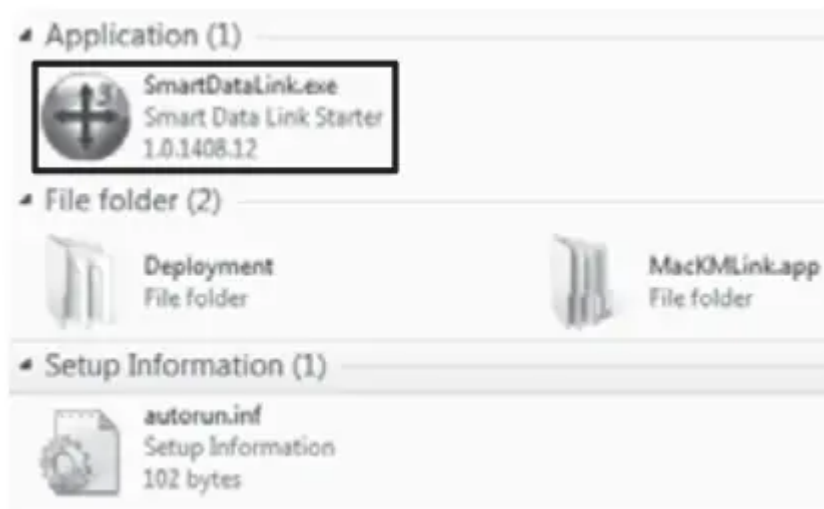 Application (1)
SmartDataLink.exe
Smart Data Link Starter
1.0.1408.12
File folder (2)
Deployment
File folder
MacKMLink.app
File folder
Setup Information (1)
autorun.inf
Setup Information
102 bytes